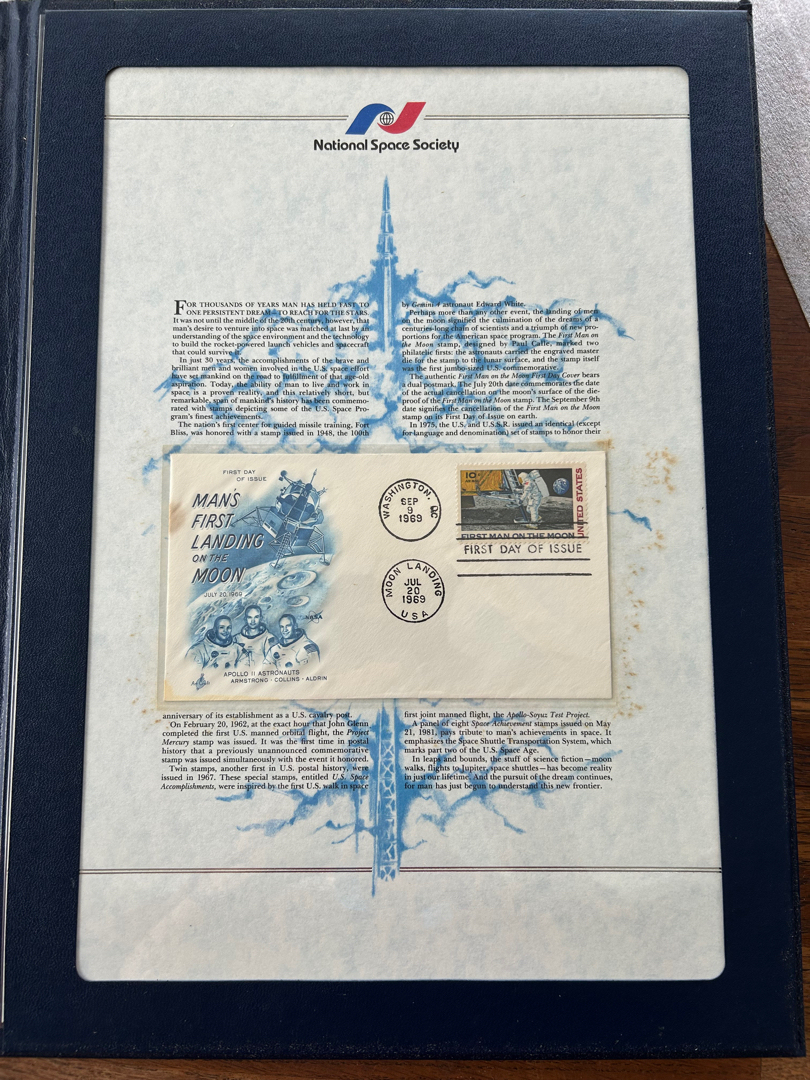 National Space Society
FOR THOUSANDS OF YEARS MAN HAS HELD FAST TO
ONE PERSISTENT DREAM—TO REACH FOR THE STARS.
It was not until the middle of the 20th century, however, that
man's desire to venture into space was matched at last by
understanding of the space environment and the technology
to build the rocket-powered launch vehicles and spacecraft
that could survive it.
In just 30 years, the accomplishments of the brave and
brilliant men and women involved in the U.S. space effort
have set mankind on the road to fulfillment of that age-old
aspiration. Today, the ability of man to live and work in
space is a proven reality. And this relatively short, but
remarkable, span of mankind's history has been commemo-
rated with stamps depicting some of the U.S. Space Pro-
gram's finest achievements.
The nation's first center for guided missile training, Fort
Bliss, was honored with a stamp issued in 1948, the 100th
by Gemini 4 astronaut Edward White.
Perhaps more than any other event, the landing of men
on the moon signified the culmination of the dreams of a
centuries-long chain of scientists and a triumph of new pro-
portions for the American space program. The First Man on
the Moon stamp, designed by Paul Calle, marked two
philatelic firsts: the astronauts carried the engraved master
die for the stamp to the lunar surface, and the stamp itself
was the first jumbo-sized U.S. commemorative.
The authentic First Man on the Moon First Day Cover bears
a dual postmark. The July 20th date commemorates the date
of the actual cancellation on the moon's surface of the die-
proof of the First Man on the Moon stamp. The September 9th
date signifies the cancellation of the First Man on the Moon
stamp on its First Day of Issue on earth.
In 1975, the U.S. and U.S.S.R. issued an identical (except
for language and denomination) set of stamps to honor their
FIRST DAY
OF ISSUE
MAN'S
FIRST
LANDING
ON THE
MOON
JULY 20, 1969
NASA
APOLLO 11 ASTRONAUTS
ARMSTRONG · COLLINS · ALDRIN
WASHINGTON, DC
SEP
9
1969
MOON LANDING
JUL
20
1969
USA
10¢
UNITED STATES
FIRST MAN ON THE MOON
FIRST DAY OF ISSUE
anniversary of its establishment as a U.S. cavalry post.
On February 20, 1962, at the exact hour that John Glenn
completed the first U.S. manned orbital flight, the Project
Mercury stamp was issued. It was the first time in postal
history that a previously unannounced commemorative
stamp was issued simultaneously with the event it honored.
Twin stamps, another first in U.S. postal history, were
issued in 1967. These special stamps, entitled U.S. Space
Accomplishments, were inspired by the first U.S. walk in space
first joint manned flight, the Apollo-Soyuz Test Project.
A panel of eight Space Achievement stamps issued on May
21, 1981, pays tribute to man's achievements in space. It
emphasizes the Space Shuttle Transportation System, which
marks part two of the U.S. Space Age.
In leaps and bounds, the stuff of science fiction—moon
walks, flights to Jupiter, space shuttles—has become reality
in just our lifetime. And the pursuit of the dream continues,
for man has just begun to understand this new frontier.